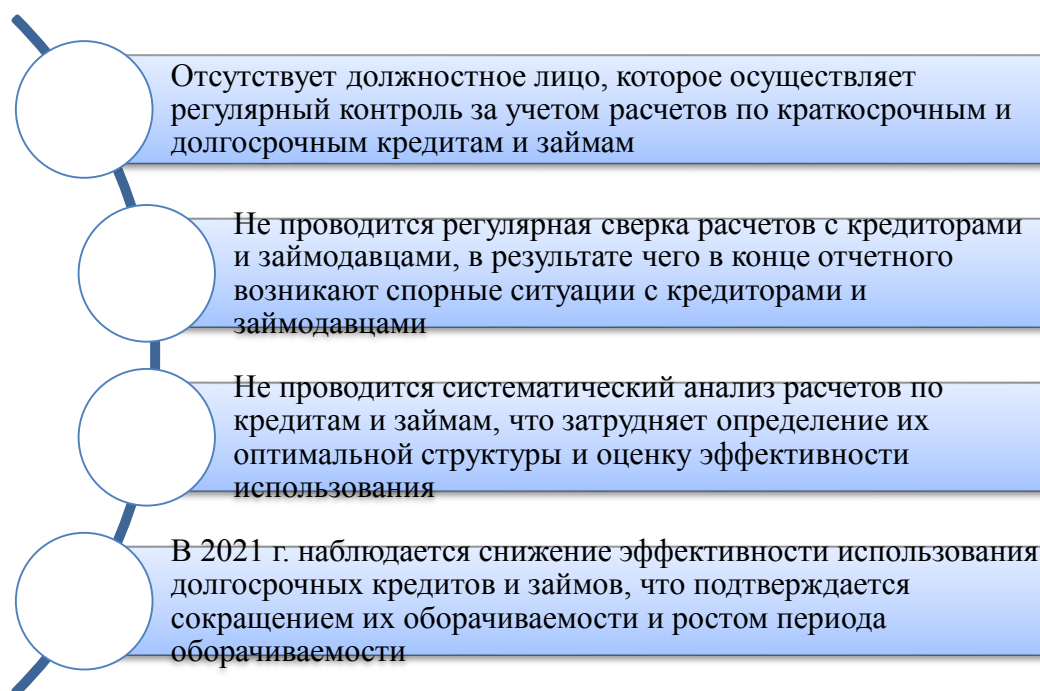 Отсутствует должностное лицо, которое осуществляет
регулярный контроль за учетом расчетов по краткосрочным и
долгосрочным кредитам и займам
Не проводится регулярная сверка расчетов с кредиторами
и займодавцами, в результате чего в конце отчетного
возникают спорные ситуации с кредиторами и
займодавцами
Не проводится систематический анализ расчетов по
кредитам и займам, что затрудняет определение их
оптимальной структуры и оценку эффективности
использования
В 2021 г. наблюдается снижение эффективности использования
долгосрочных кредитов и займов, что подтверждается
сокращением их оборачиваемости и ростом периода
оборачиваемости